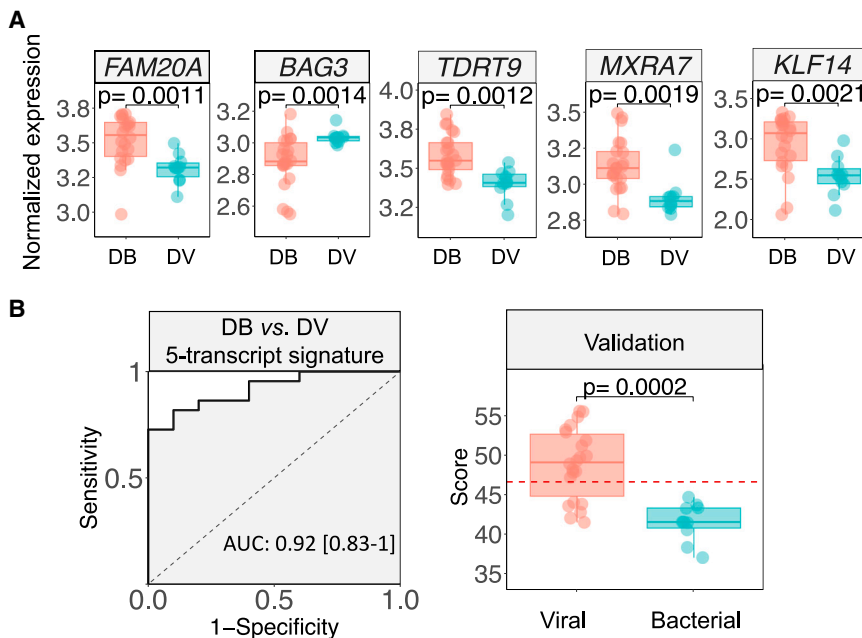 A
FAM20A
BAG3
TDRT9
MXRA7
KLF14
Normalized expression
p= 0.0011
p= 0.0014
p= 0.0012
p= 0.0019
p= 0.0021
3.8
3.5
3.2
3.0
3.2
3.0
2.8
2.6
4.0
3.8
3.6
3.4
3.5
3.2
3.0
2.8
3.5
3.0
2.5
2.0
DB DV
DB DV
DB DV
DB DV
DB DV
B
DB vs. DV
5-transcript signature
Sensitivity
1
0.5
0.0 0.5 1.0
AUC: 0.92 [0.83-1]
1-Specificity
Validation
p= 0.0002
Score
55
50
45
40
35
Viral Bacterial